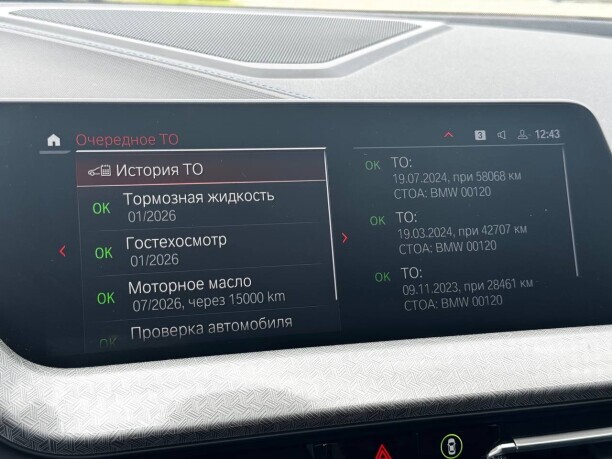 Очередное ТО
3
12:43
История ТО
OK Тормозная жидкость
01/2026
OK Гостехосмотр
01/2026
OK Моторное масло
07/2026, через 15000 km
OK Проверка автомобиля
OK ТО:
19.07.2024, при 58068 км
СТОА: BMW 00120
OK ТО:
19.03.2024, при 42707 км
СТОА: BMW 00120
OK ТО:
09.11.2023, при 28461 км
СТОА: BMW 00120